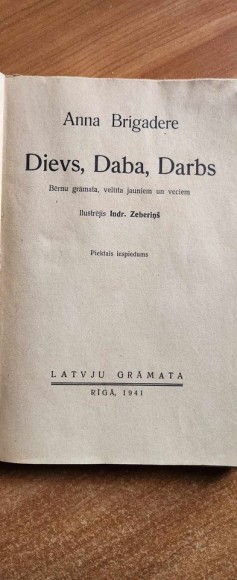 Anna Brigadere
Dievs, Daba, Darbs
Bērnu grāmata, veltīta jauniem un veciem
Ilustrējis Indr. Zeberiņš
Piektais iespiedums
LATVJU GRĀMATA
RĪGĀ, 1941